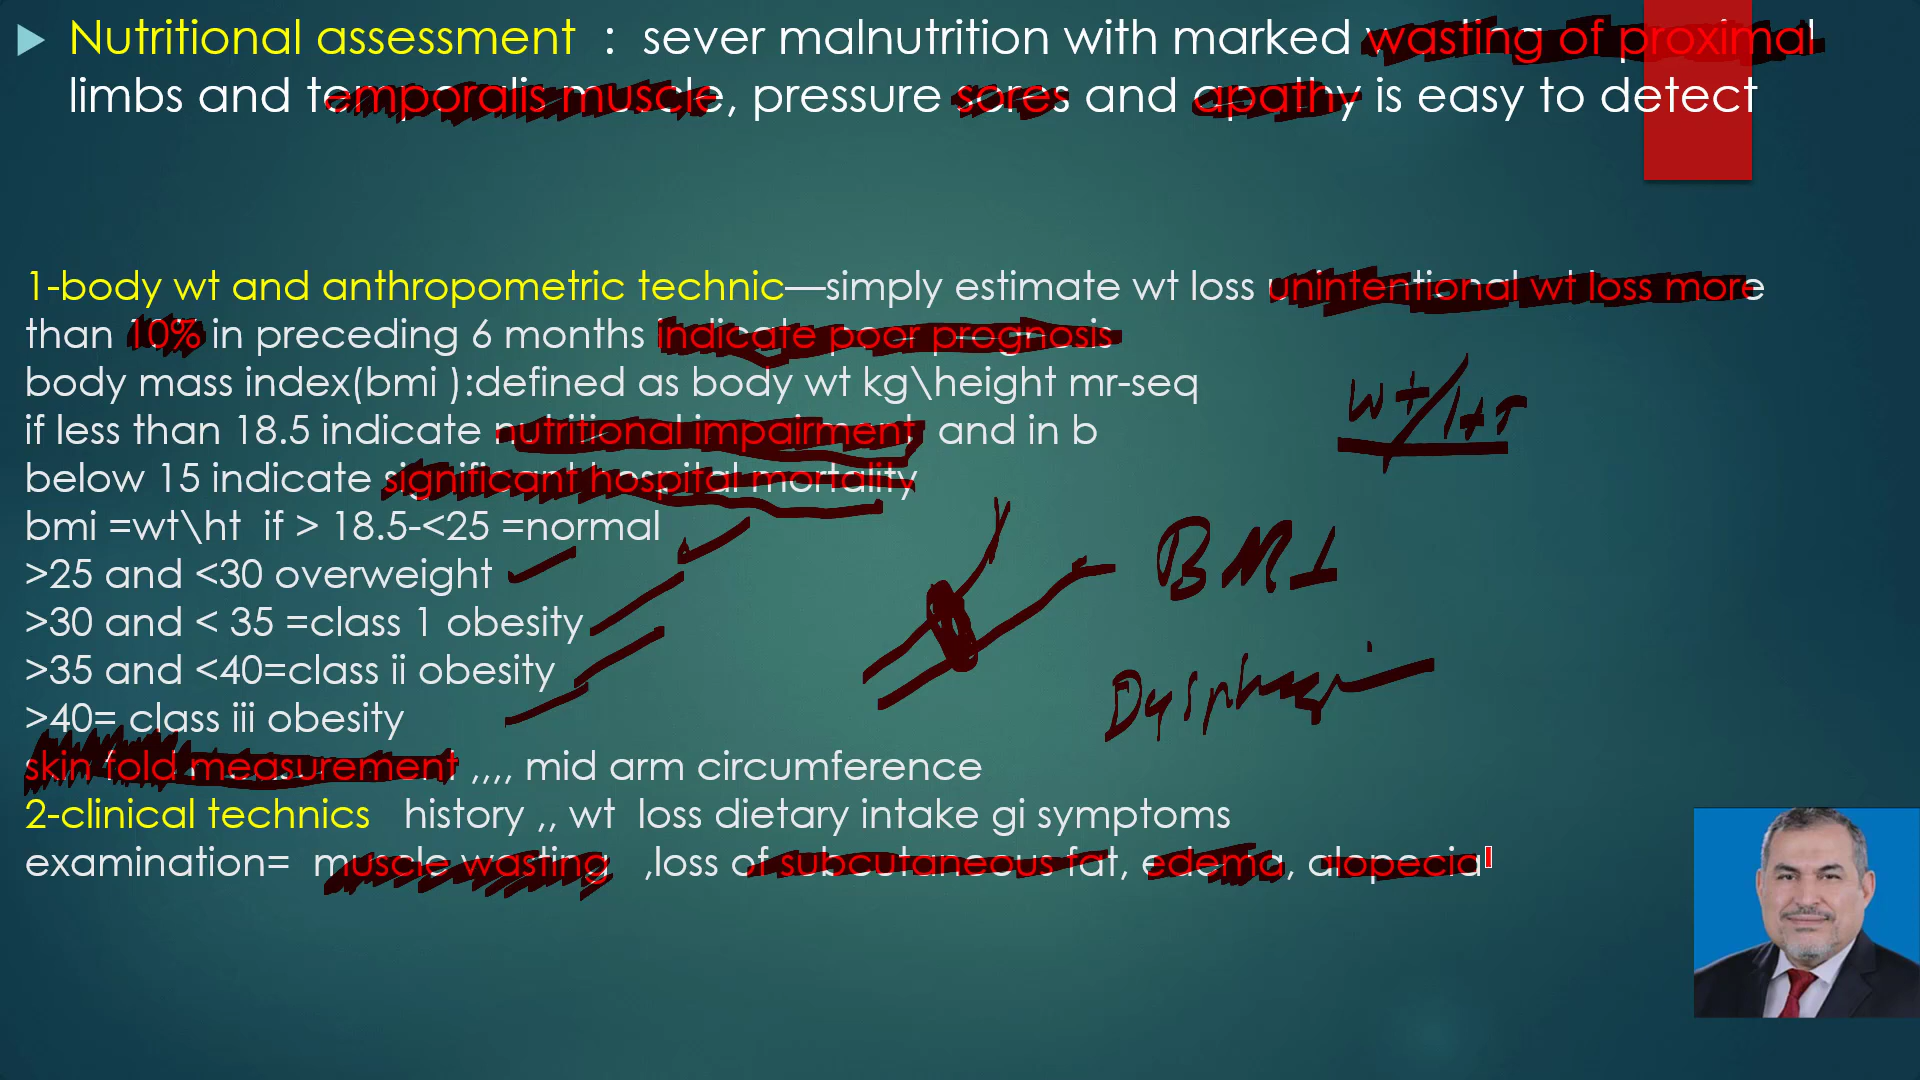 Nutritional assessment : sever malnutrition with marked wasting of proximal
limbs and temporalis muscle, pressure sores and apathy is easy to detect
1-body wt and anthropometric technic—simply estimate wt loss unintentional wt loss more
than 10% in preceding 6 months indicate poor prognosis
body mass index(bmi ):defined as body wt kg\height mr-seq
if less than 18.5 indicate nutritional impairment and in b
below 15 indicate significant hospital mortality
bmi =wt\ht if > 18.5-<25 =normal
>25 and <30 overweight
>30 and < 35 =class 1 obesity
>35 and <40=class ii obesity
>40= class iii obesity
skin fold measurement ,,,, mid arm circumference
2-clinical technics history ,, wt loss dietary intake gi symptoms
examination= muscle wasting ,loss of subcutaneous fat, edema, alopecia
BMI